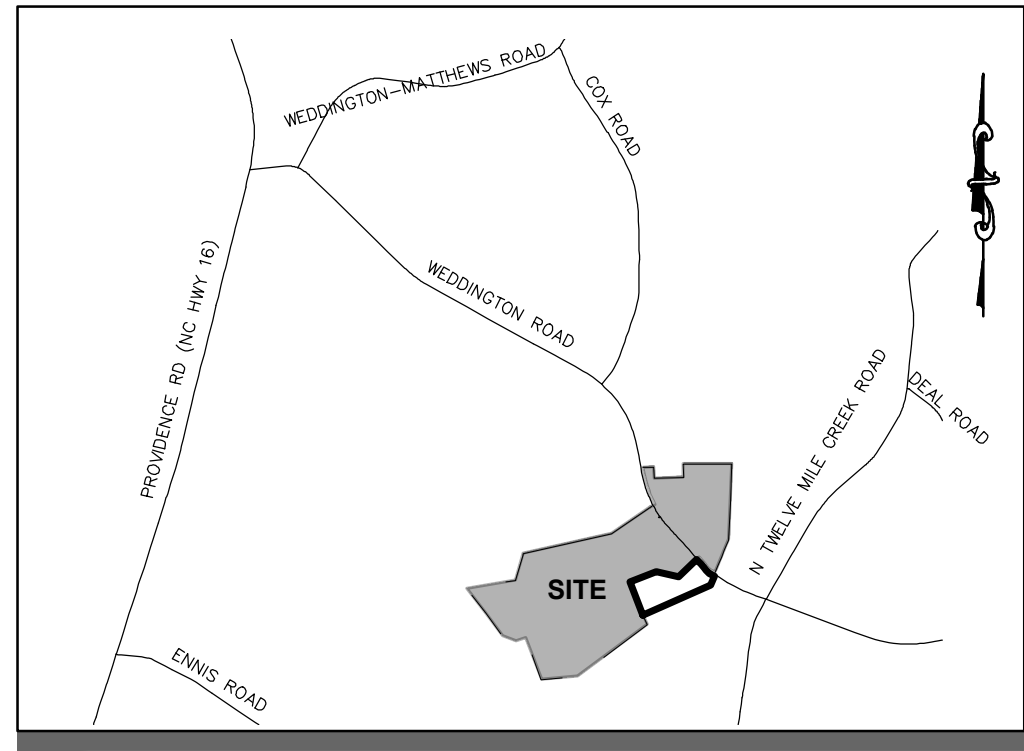 WEDDINGTON-MATTHEWS ROAD
COX ROAD
PROVIDENCE RD (NC HWY 16)
WEDDINGTON ROAD
N TWELVE MILE CREEK ROAD
DEAL ROAD
SITE
ENNIS ROAD